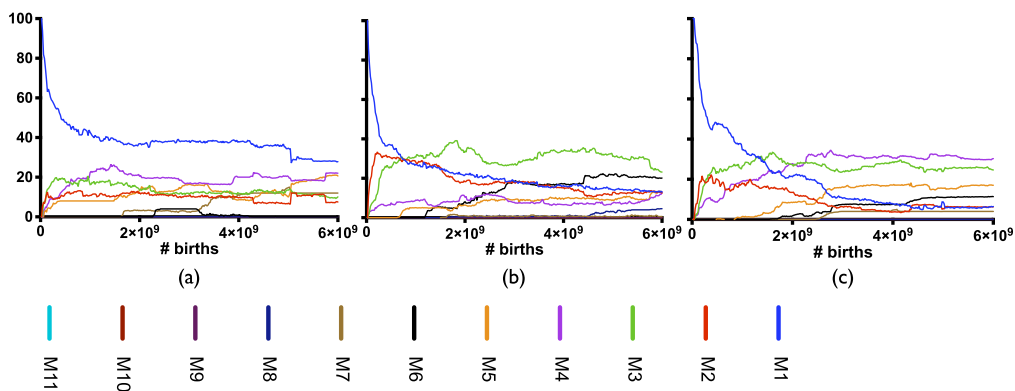 100
80
60
40
20
0
0 2×10⁹ 4×10⁹ 6×10⁹
# births
(a)
0 2×10⁹ 4×10⁹ 6×10⁹
# births
(b)
0 2×10⁹ 4×10⁹ 6×10⁹
# births
(c)
M11 M10 M9 M8 M7 M6 M5 M4 M3 M2 M1